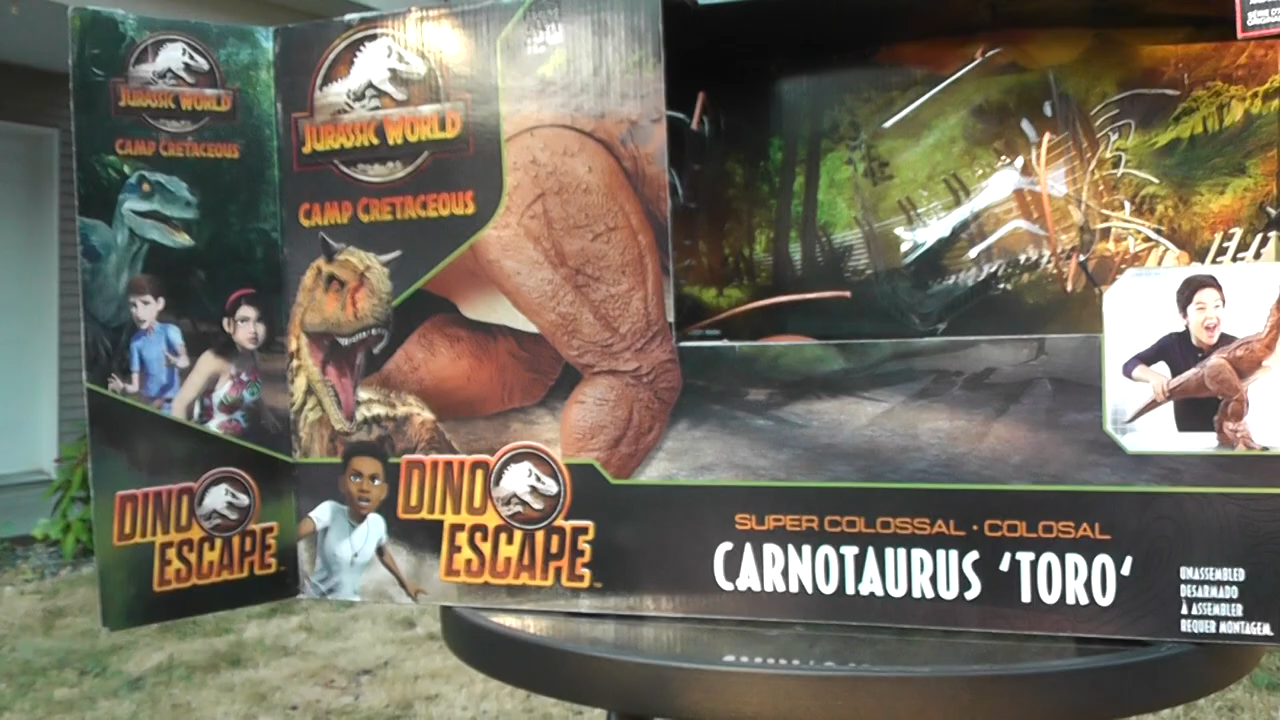 JURASSIC WORLD
CAMP CRETACEOUS
DINO
ESCAPE
JURASSIC WORLD
CAMP CRETACEOUS
DINO
ESCAPE
SUPER COLOSSAL • COLOSAL
CARNOTAURUS ‘TORO‘
UNASSEMBLED
DESARMADO
À ASSEMBLER
REQUER MONTAGEM.